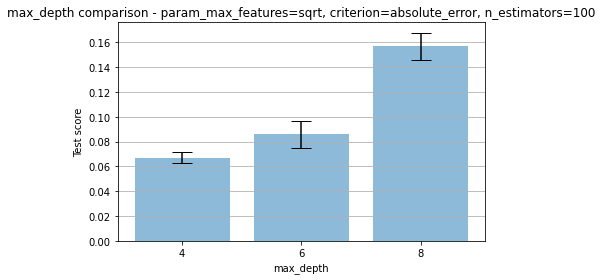 max_depth comparison - param_max_features=sqrt, criterion=absolute_error, n_estimators=100
0.16
0.14
0.12
0.10
0.08
0.06
0.04
0.02
0.00
Test score
4 6 8
max_depth